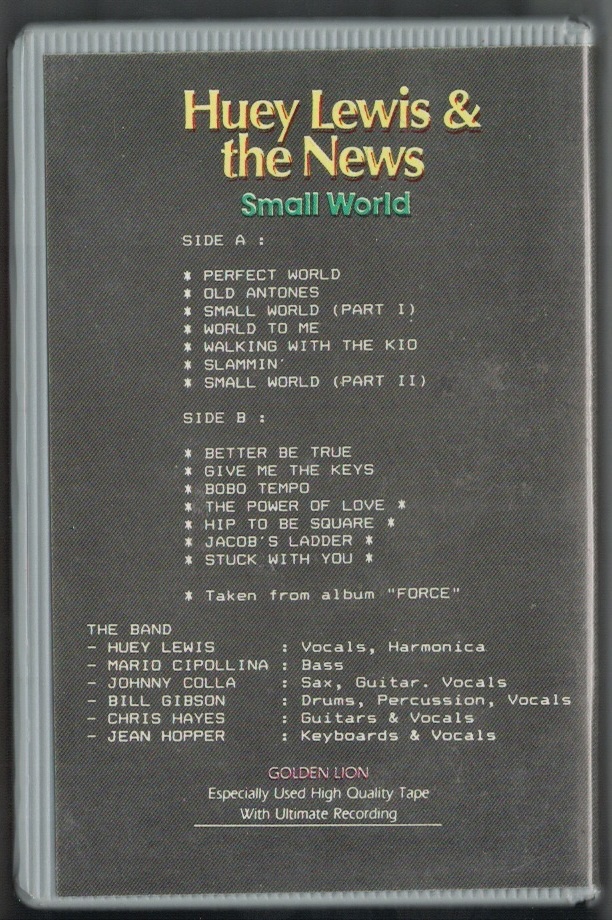 Huey Lewis &
the News
Small World
SIDE A :
* PERFECT WORLD
* OLD ANTONES
* SMALL WORLD (PART I)
* WORLD TO ME
* WALKING WITH THE KID
* SLAMMIN'
* SMALL WORLD (PART II)
SIDE B :
* BETTER BE TRUE
* GIVE ME THE KEYS
* BOBO TEMPO
* THE POWER OF LOVE *
* HIP TO BE SQUARE *
* JACOB'S LADDER *
* STUCK WITH YOU *
* Taken from album "FORCE"
THE BAND
- HUEY LEWIS : Vocals, Harmonica
- MARIO CIPOLLINA : Bass
- JOHNNY COLLA : Sax, Guitar. Vocals
- BILL GIBSON : Drums, Percussion, Vocals
- CHRIS HAYES : Guitars & Vocals
- JEAN HOPPER : Keyboards & Vocals
GOLDEN LION
Especially Used High Quality Tape
With Ultimate Recording